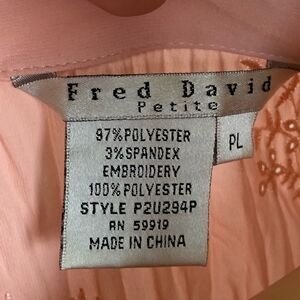 Fred David
Petite
PL
97%POLYESTER
3%SPANDEX
EMBROIDERY
100%POLYESTER
STYLE P2U294P
RN 59919
MADE IN CHINA